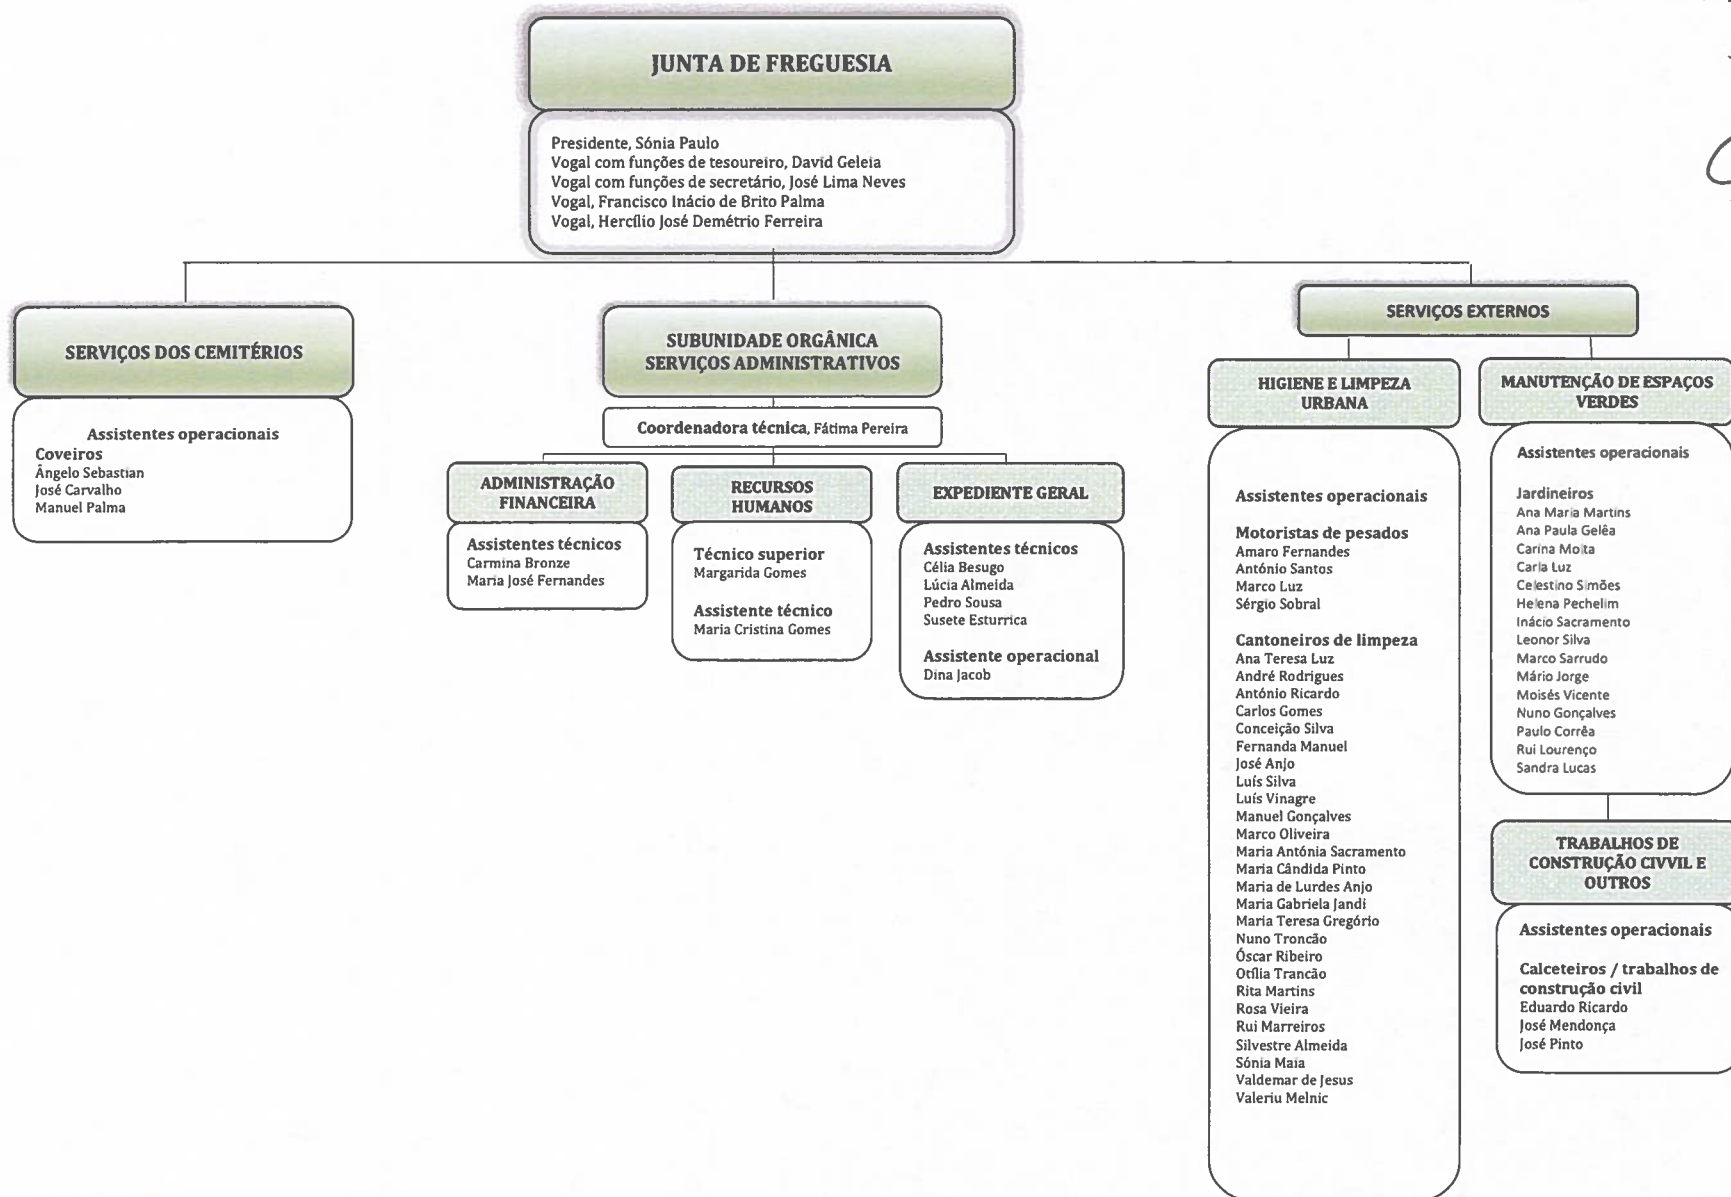 JUNTA DE FREGUESIA
Presidente, Sónia Paulo
Vogal com funções de tesoureiro, David Geleia
Vogal com funções de secretário, José Lima Neves
Vogal, Francisco Inácio de Brito Palma
Vogal, Hercílio José Demétrio Ferreira
SERVIÇOS DOS CEMITÉRIOS
Assistentes operacionais
Coveiros
Ângelo Sebastian
José Carvalho
Manuel Palma
SUBUNIDADE ORGÂNICA
SERVIÇOS ADMINISTRATIVOS
Coordenadora técnica, Fátima Pereira
ADMINISTRAÇÃO
FINANCEIRA
Assistentes técnicos
Carmina Bronze
Maria José Fernandes
RECURSOS
HUMANOS
Técnico superior
Margarida Gomes
Assistente técnico
Maria Cristina Gomes
EXPEDIENTE GERAL
Assistentes técnicos
Célia Besugo
Lúcia Almeida
Pedro Sousa
Susete Esturrica
Assistente operacional
Dina Jacob
SERVIÇOS EXTERNOS
HIGIENE E LIMPEZA
URBANA
Assistentes operacionais
Motoristas de pesados
Amaro Fernandes
António Santos
Marco Luz
Sérgio Sobral
Cantoneiros de limpeza
Ana Teresa Luz
André Rodrigues
António Ricardo
Carlos Gomes
Conceição Silva
Fernanda Manuel
José Anjo
Luís Silva
Luís Vinagre
Manuel Gonçalves
Marco Oliveira
Maria Antónia Sacramento
Maria Cândida Pinto
Maria de Lurdes Anjo
Maria Gabriela Jandi
Maria Teresa Gregório
Nuno Troncão
Óscar Ribeiro
Otília Trancão
Rita Martins
Rosa Vieira
Rui Marreiros
Silvestre Almeida
Sónia Maia
Valdemar de Jesus
Valeriu Melnic
MANUTENÇÃO DE ESPAÇOS
VERDES
Assistentes operacionais
Jardineiros
Ana Maria Martins
Ana Paula Gelêa
Carina Moita
Carla Luz
Celestino Simões
Helena Pechelim
Inácio Sacramento
Leonor Silva
Marco Sarrudo
Mário Jorge
Moisés Vicente
Nuno Gonçalves
Paulo Corrêa
Rui Lourenço
Sandra Lucas
TRABALHOS DE
CONSTRUÇÃO CIVVIL E
OUTROS
Assistentes operacionais
Calceteiros / trabalhos de
construção civil
Eduardo Ricardo
José Mendonça
José Pinto